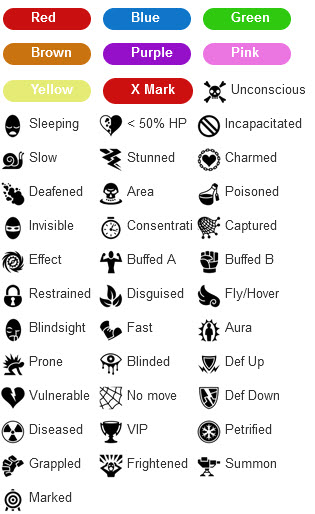 Red Blue Green
Brown Purple Pink
Yellow X Mark Unconscious
Sleeping < 50% HP Incapacitated
Slow Stunned Charmed
Deafened Area Poisoned
Invisible Consentrati Captured
Effect Buffed A Buffed B
Restrained Disguised Fly/Hover
Blindsight Fast Aura
Prone Blinded Def Up
Vulnerable No move Def Down
Diseased VIP Petrified
Grappled Frightened Summon
Marked